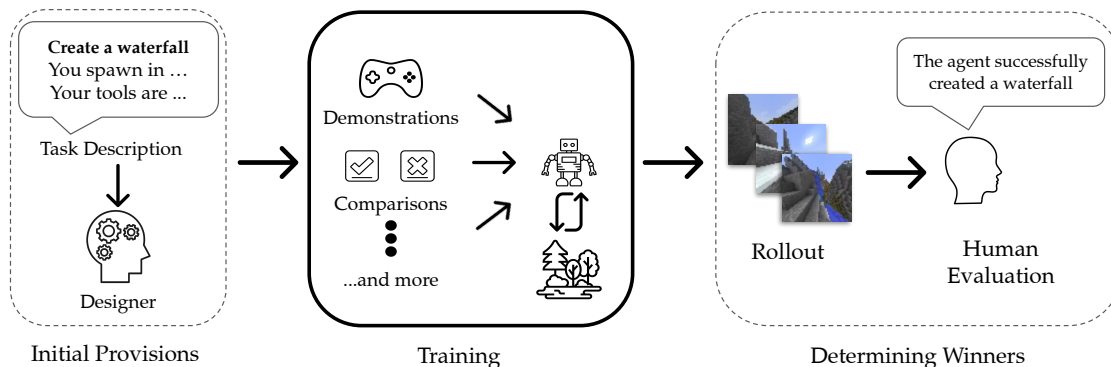 Create a waterfall
You spawn in …
Your tools are ...
Task Description
Designer
Initial Provisions
Demonstrations
Comparisons
...and more
Training
The agent successfully
created a waterfall
Rollout
Human
Evaluation
Determining Winners